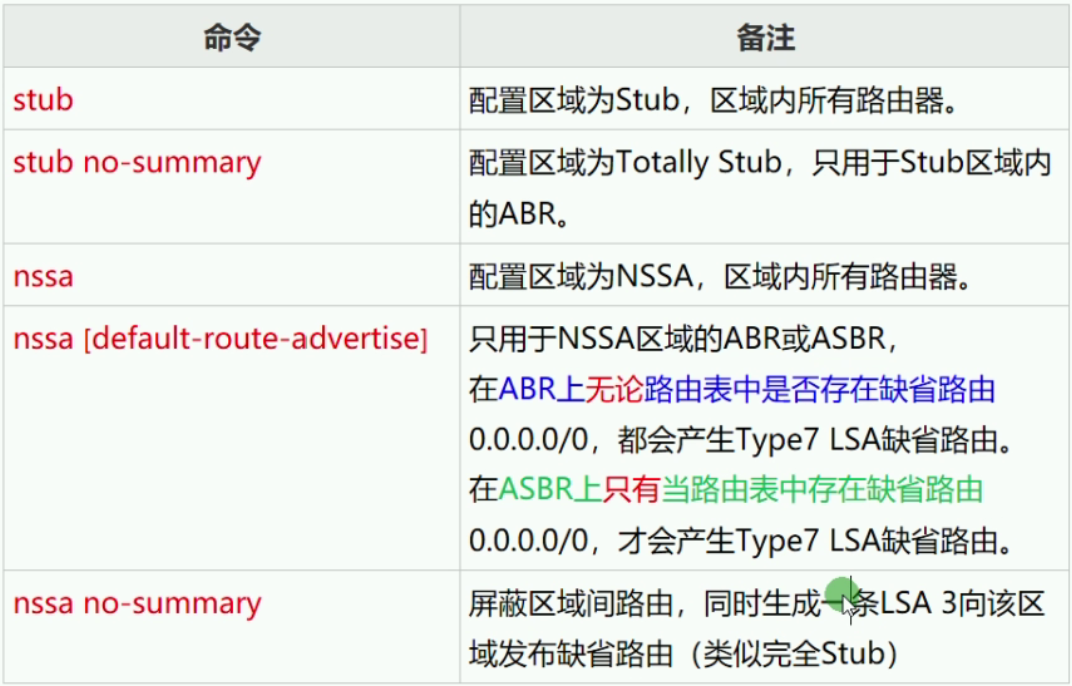 命令
备注
stub
配置区域为Stub，区域内所有路由器。
stub no-summary
配置区域为Totally Stub，只用于Stub区域内
的ABR。
nssa
配置区域为NSSA，区域内所有路由器。
nssa [default-route-advertise]
只用于NSSA区域的ABR或ASBR，
在ABR上无论路由表中是否存在缺省路由
0.0.0.0/0，都会产生Type7 LSA缺省路由。
在ASBR上只有当路由表中存在缺省路由
0.0.0.0/0，才会产生Type7 LSA缺省路由。
nssa no-summary
屏蔽区域间路由，同时生成一条LSA 3向该区
域发布缺省路由（类似完全Stub）